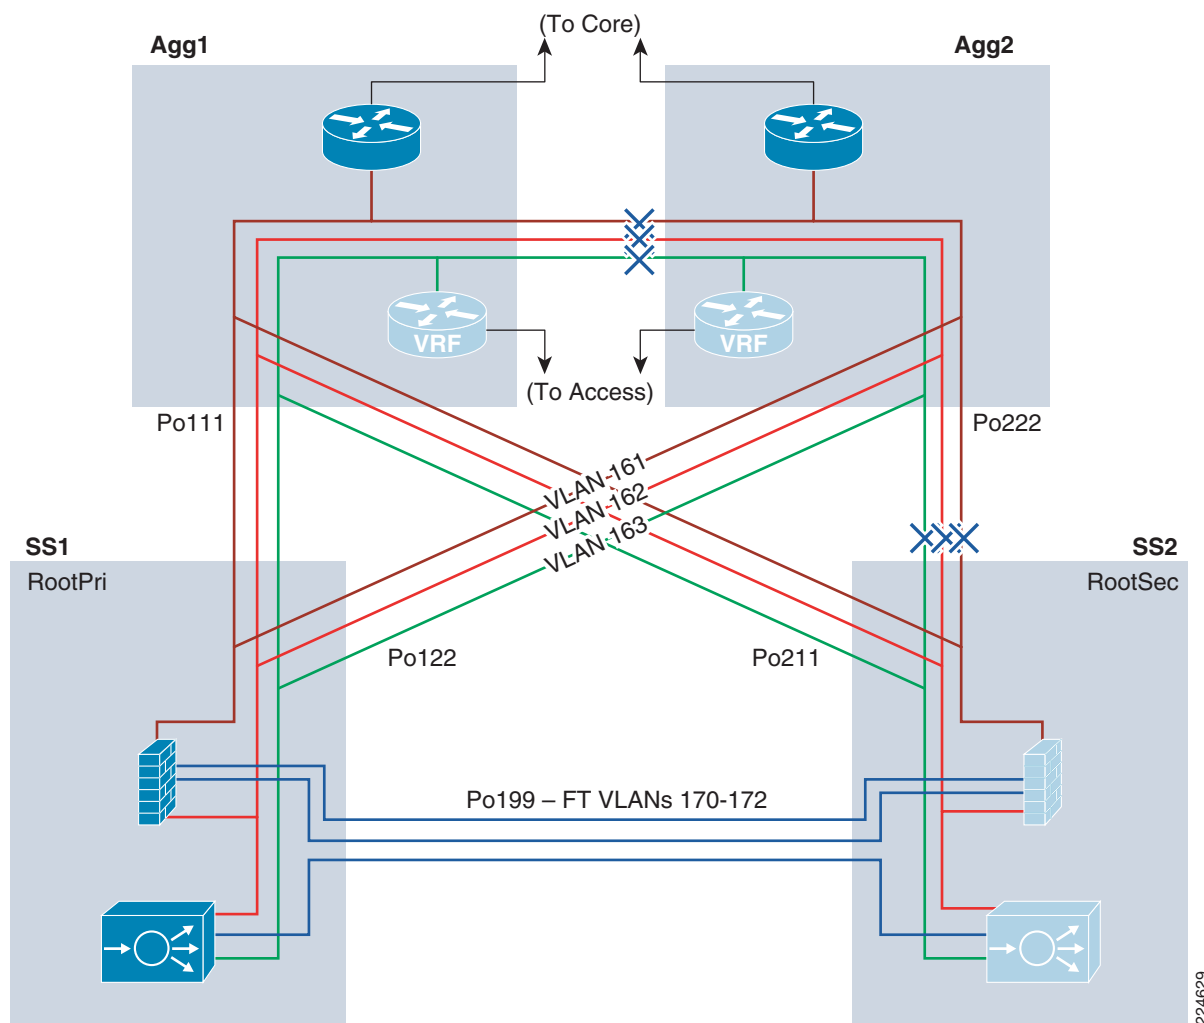 (To Core)
Agg1
Agg2
VRF
VRF
(To Access)
Po111
Po222
VLAN 161
VLAN 162
VLAN 163
SS1
SS2
RootPri
RootSec
Po122
Po211
Po199 – FT VLANs 170-172
224629